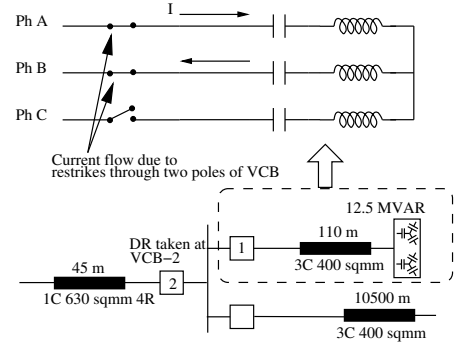 Ph A
I
Ph B
Ph C
Current flow due to
restrikes through two poles of VCB
12.5 MVAR
DR taken at
VCB−2
1
110 m
3C 400 sqmm
45 m
2
1C 630 sqmm 4R
10500 m
3C 400 sqmm